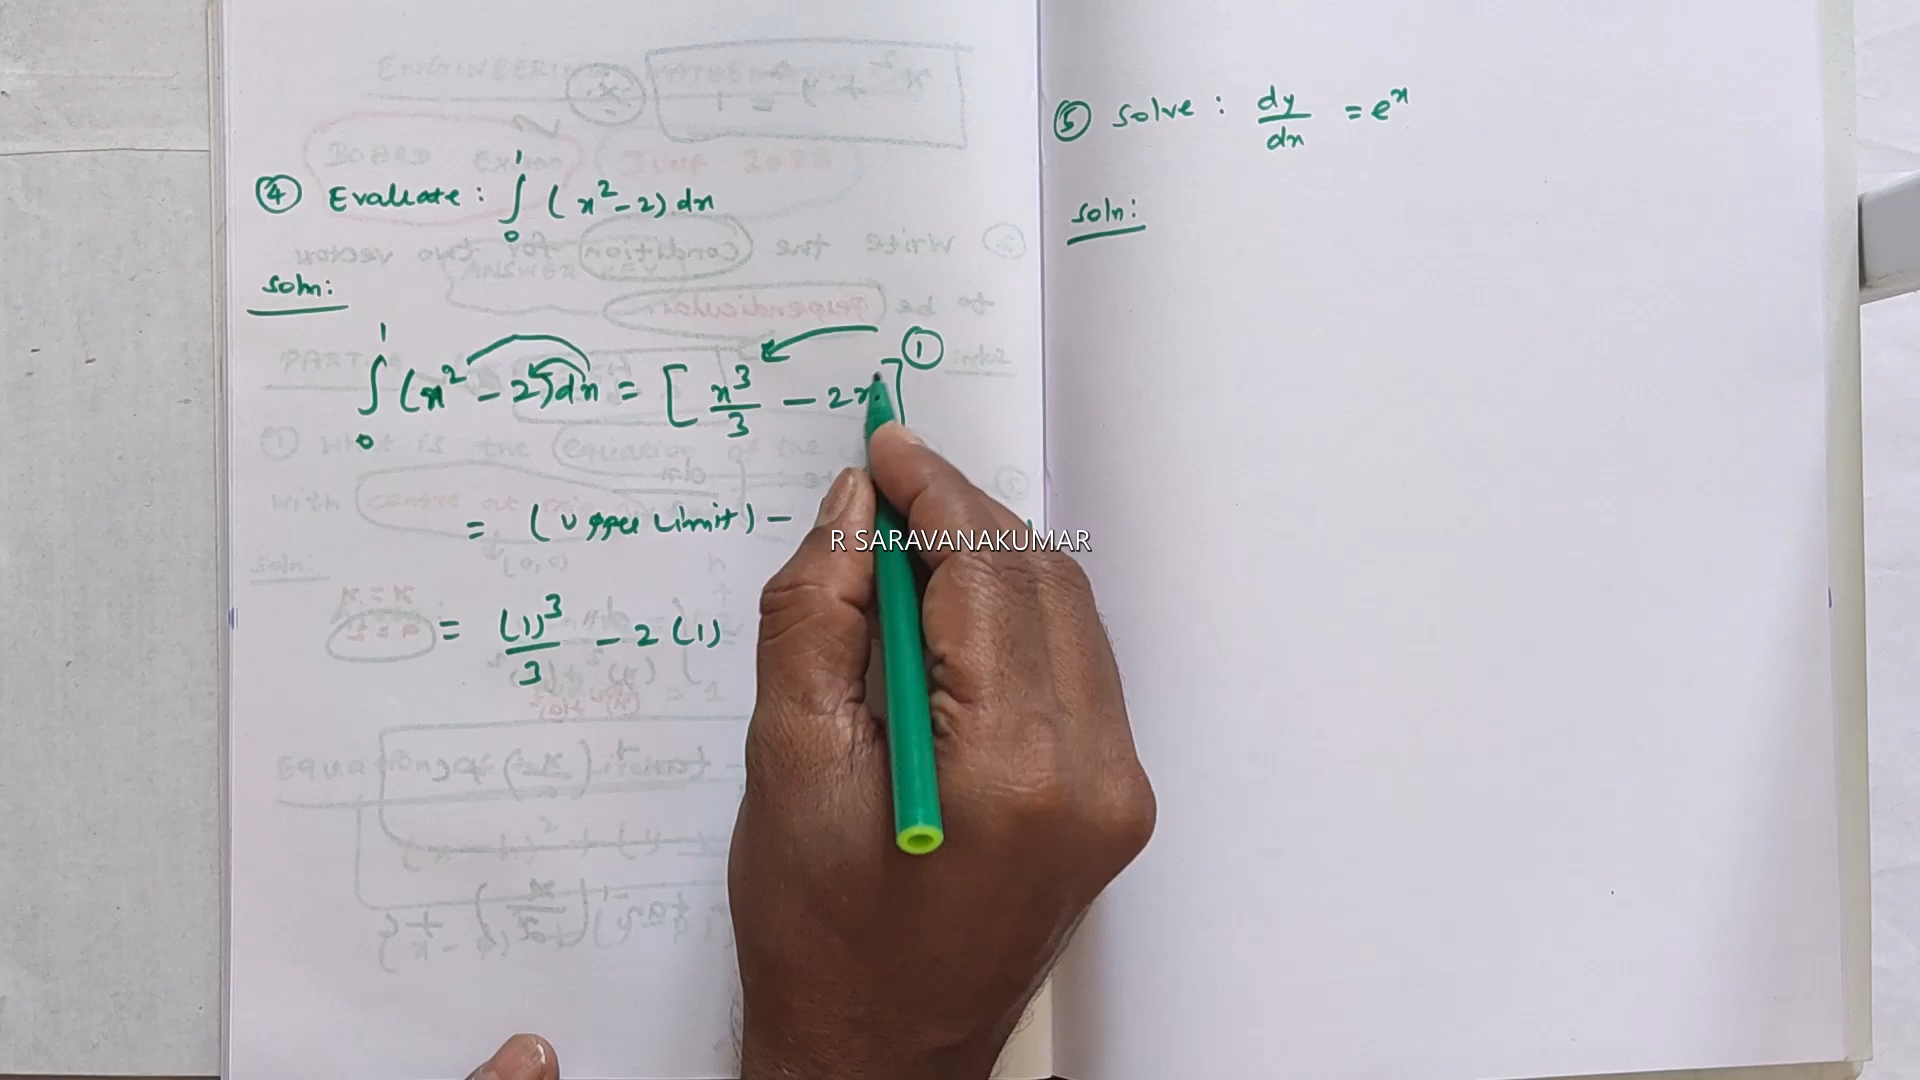 ④ Evaluate: ∫₀¹ (x²-2) dx
Soln:
∫₀¹ (x² - 2) dx = [x³/3 - 2x]¹
= (Upper Limit) -
= (1)³/3 - 2(1)
⑤ Solve: dy/dx = eˣ
Soln:
R SARAVANAKUMAR